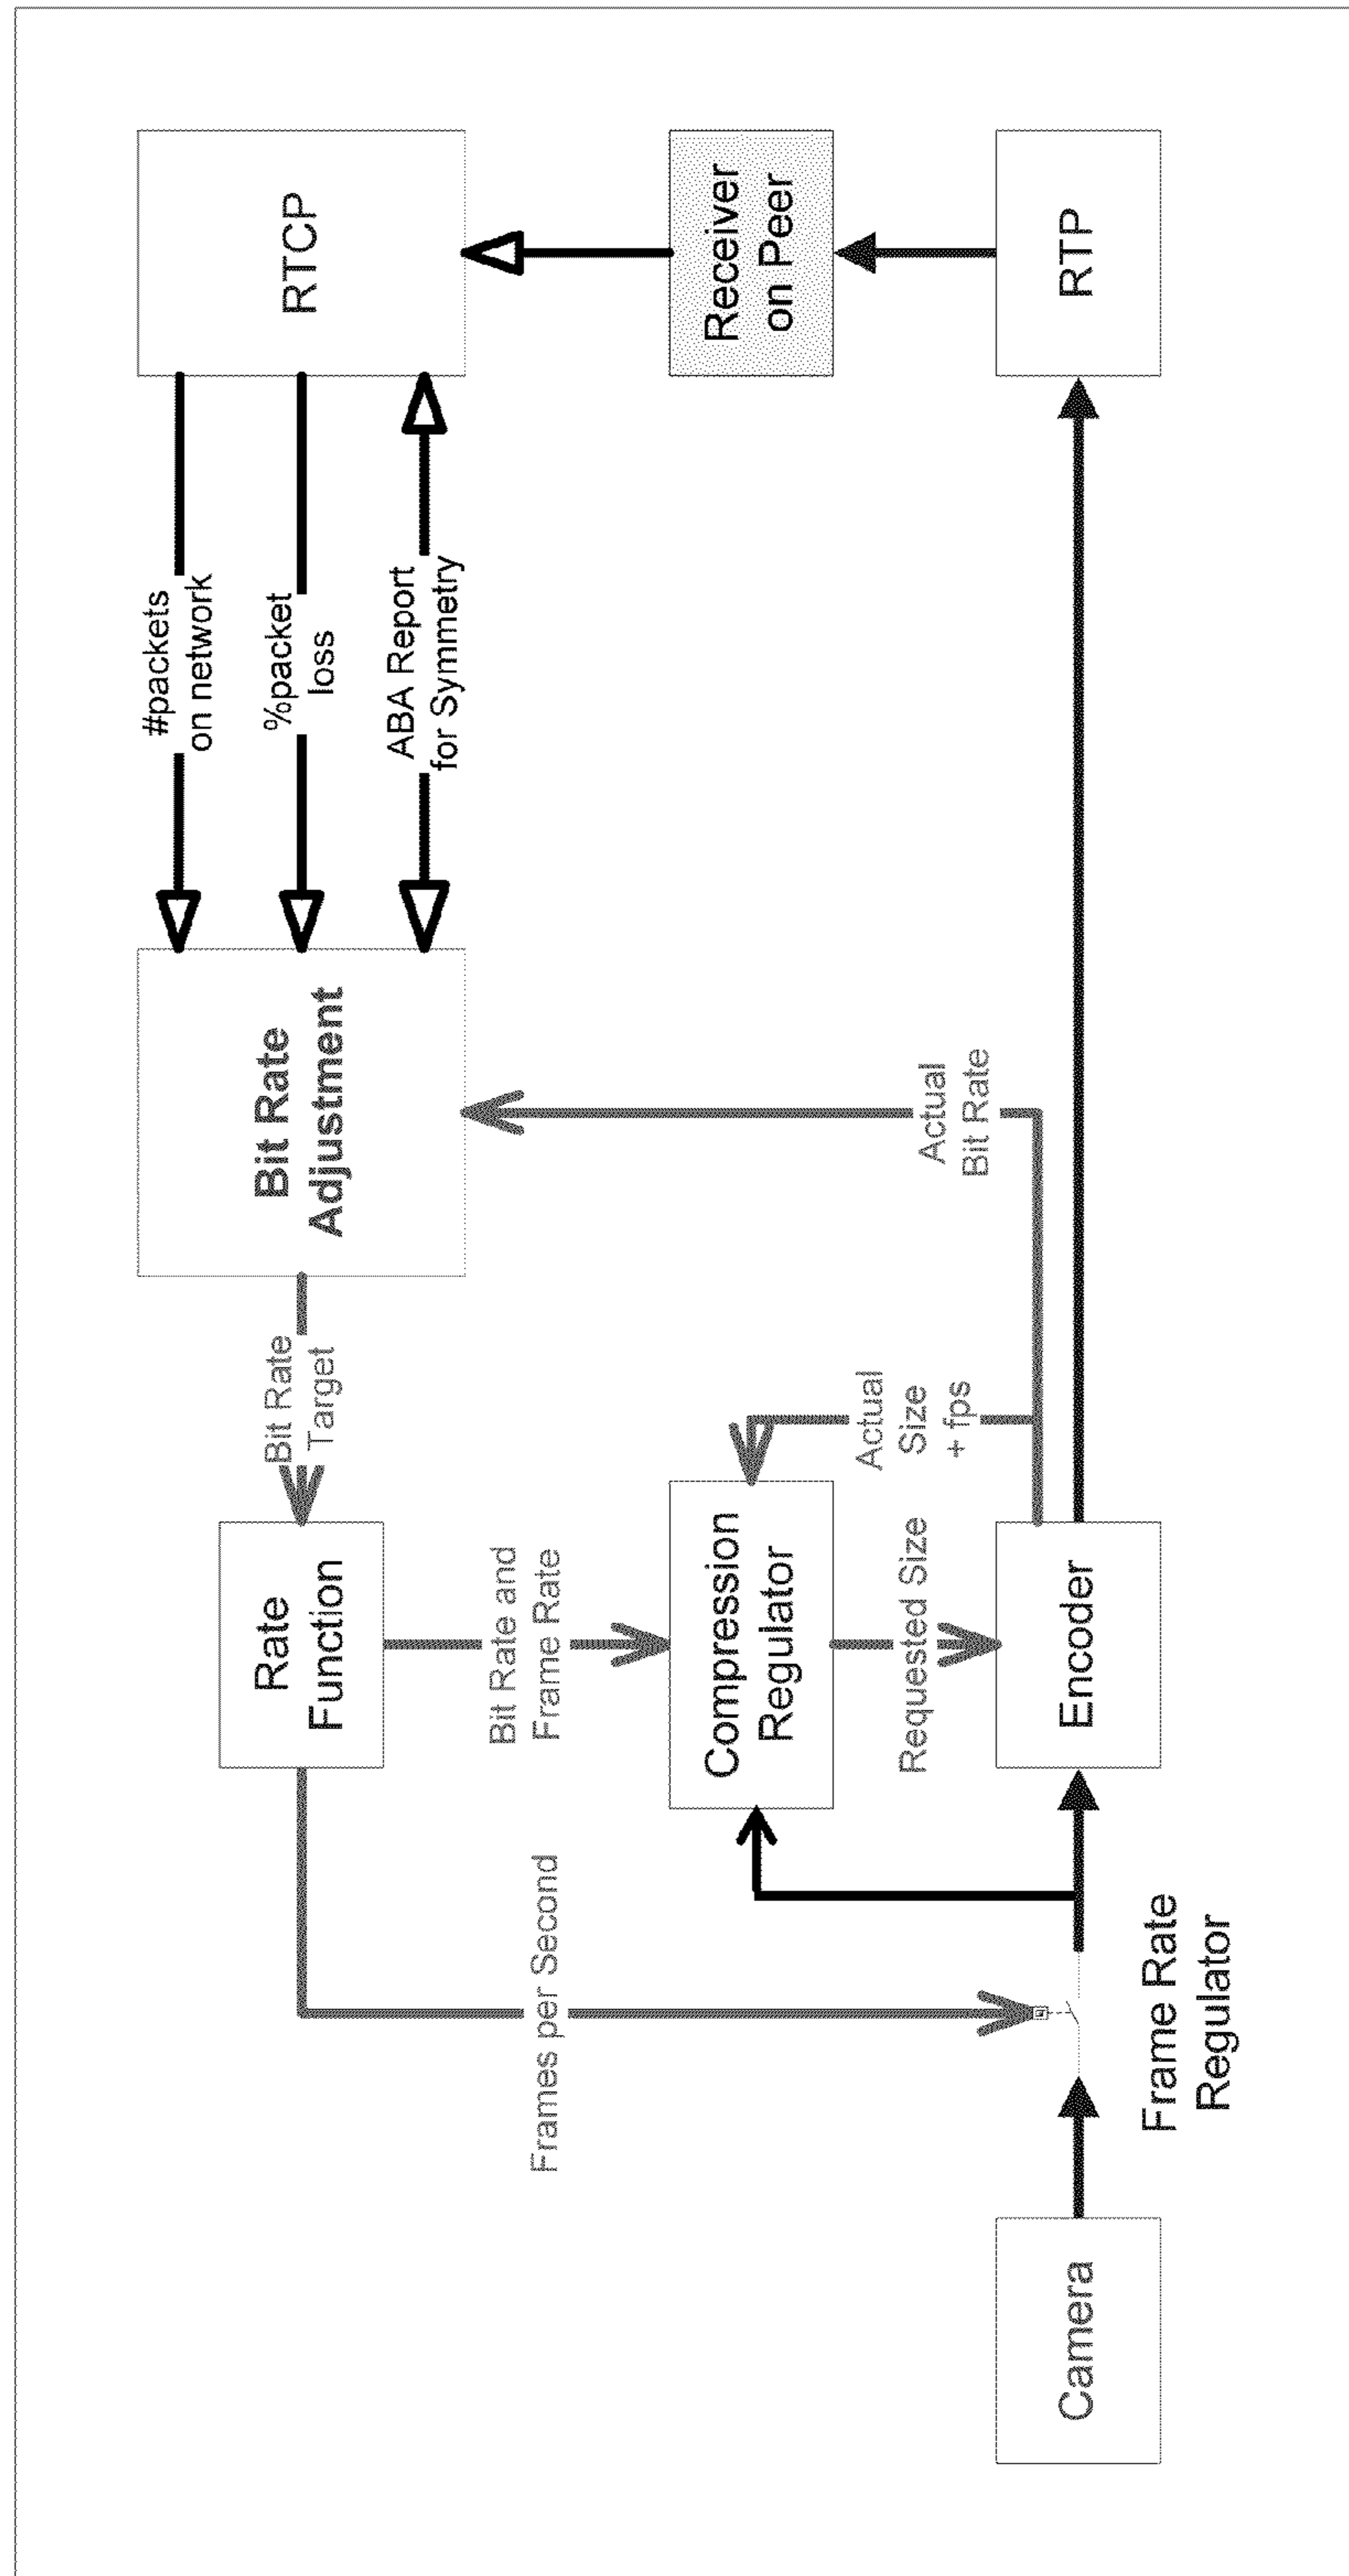 RTCP
#packets
on network
%packet
loss
ABA Report
for Symmetry
Bit Rate
Adjustment
Bit Rate
Target
Rate
Function
Frames per Second
Bit Rate and
Frame Rate
Compression
Regulator
Actual
Size
+ fps
Requested Size
Actual
Bit Rate
Receiver
on Peer
RTP
Encoder
Camera
Frame Rate
Regulator